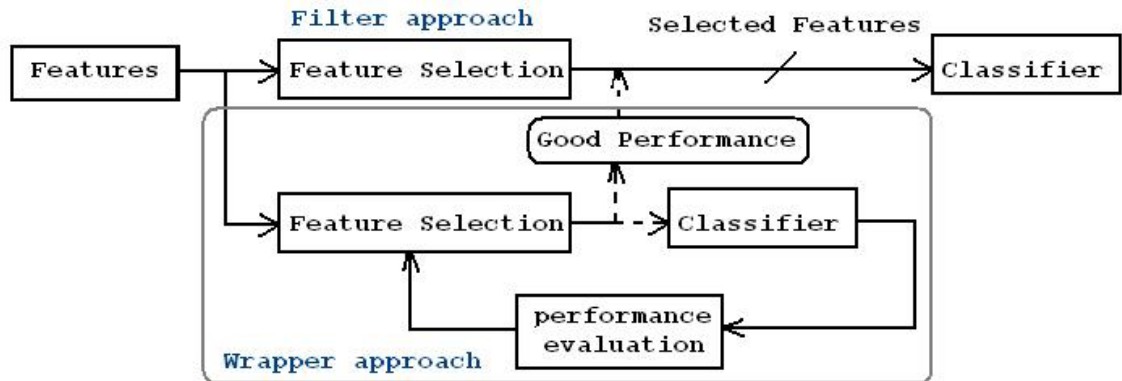 Filter approach
Selected Features
Features
Feature Selection
Classifier
Good Performance
Feature Selection
Classifier
performance
evaluation
Wrapper approach